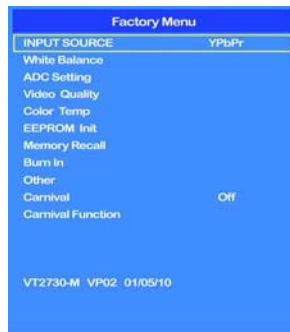 Factory Menu
INPUT SOURCE YPbPr
White Balance
ADC Setting
Video Quality
Color Temp
EEPROM Init
Memory Recall
Burn In
Other
Carnival Off
Carnival Function
VT2730-M VP02 01/05/10